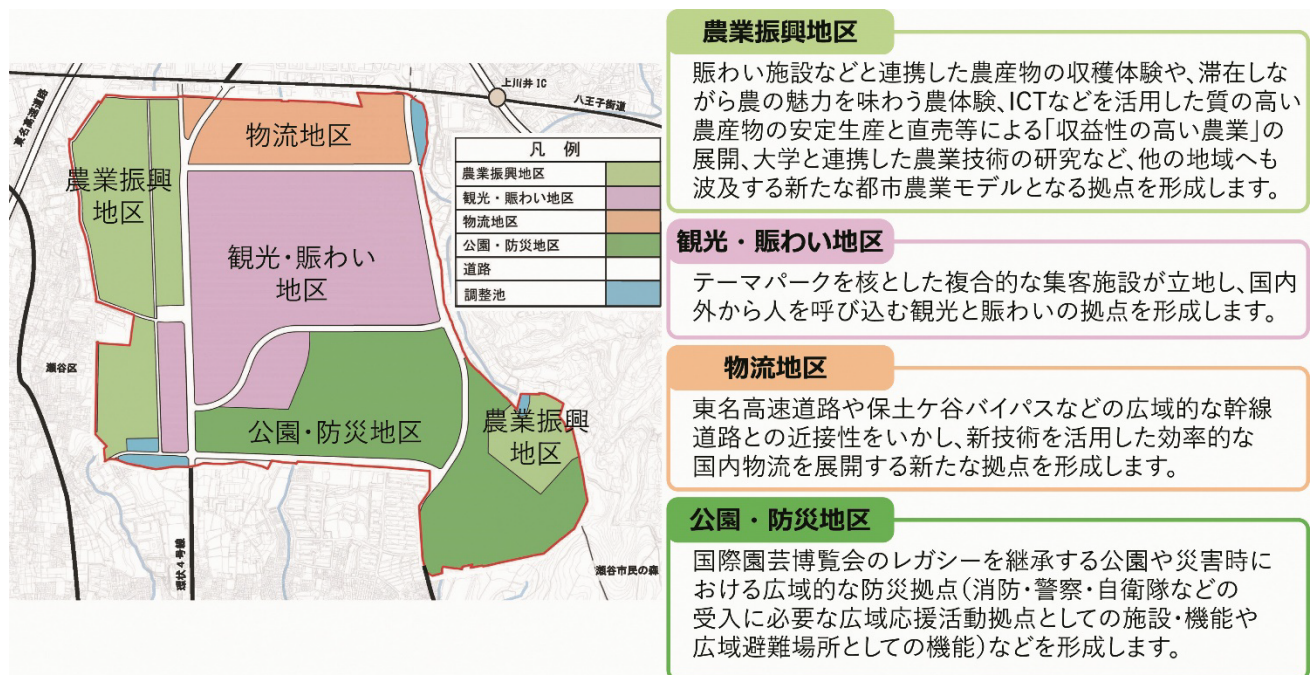 東名高速道路
上川井IC
八王子街道
物流地区
農業振興
地区
観光・賑わい
地区
公園・防災地区
農業振興
地区
瀬谷区
環状4号線
瀬谷市民の森
凡 例
農業振興地区
観光・賑わい地区
物流地区
公園・防災地区
道路
調整池
農業振興地区
賑わい施設などと連携した農産物の収穫体験や、滞在しな
がら農の魅力を味わう農体験、ICTなどを活用した質の高い
農産物の安定生産と直売等による「収益性の高い農業」の
展開、大学と連携した農業技術の研究など、他の地域へも
波及する新たな都市農業モデルとなる拠点を形成します。
観光・賑わい地区
テーマパークを核とした複合的な集客施設が立地し、国内
外から人を呼び込む観光と賑わいの拠点を形成します。
物流地区
東名高速道路や保土ケ谷バイパスなどの広域的な幹線
道路との近接性をいかし、新技術を活用した効率的な
国内物流を展開する新たな拠点を形成します。
公園・防災地区
国際園芸博覧会のレガシーを継承する公園や災害時に
おける広域的な防災拠点(消防・警察・自衛隊などの
受入に必要な広域応援活動拠点としての施設・機能や
広域避難場所としての機能)などを形成します。